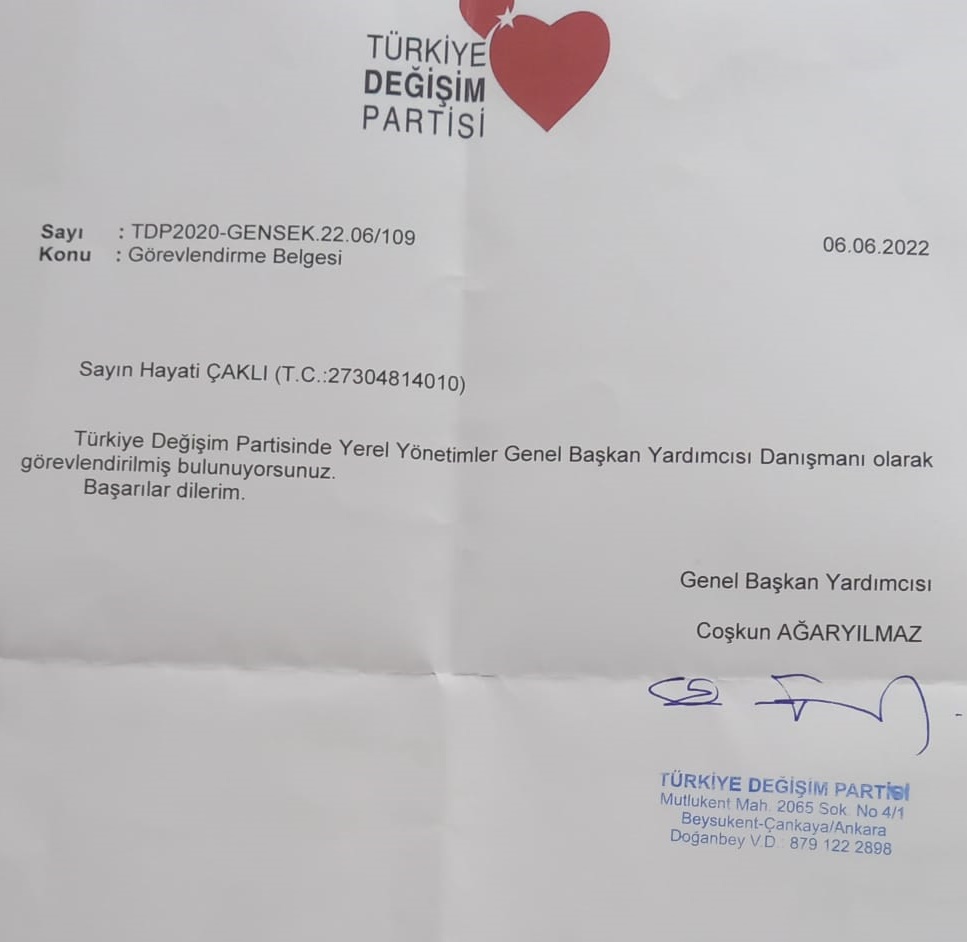 TÜRKİYE
DEĞİŞİM
PARTİSİ
Sayı : TDP2020-GENSEK.22.06/109
06.06.2022
Konu : Görevlendirme Belgesi
Sayın Hayati ÇAKLI (T.C.:27304814010)
Türkiye Değişim Partisinde Yerel Yönetimler Genel Başkan Yardımcısı Danışmanı olarak
görevlendirilmiş bulunuyorsunuz.
Başarılar dilerim.
Genel Başkan Yardımcısı
Coşkun AĞARYILMAZ
TÜRKİYE DEĞİŞİM PARTİSİ
Mutlukent Mah. 2065 Sok. No 4/1
Beysukent-Çankaya/Ankara
Doğanbey V.D.: 879 122 2898